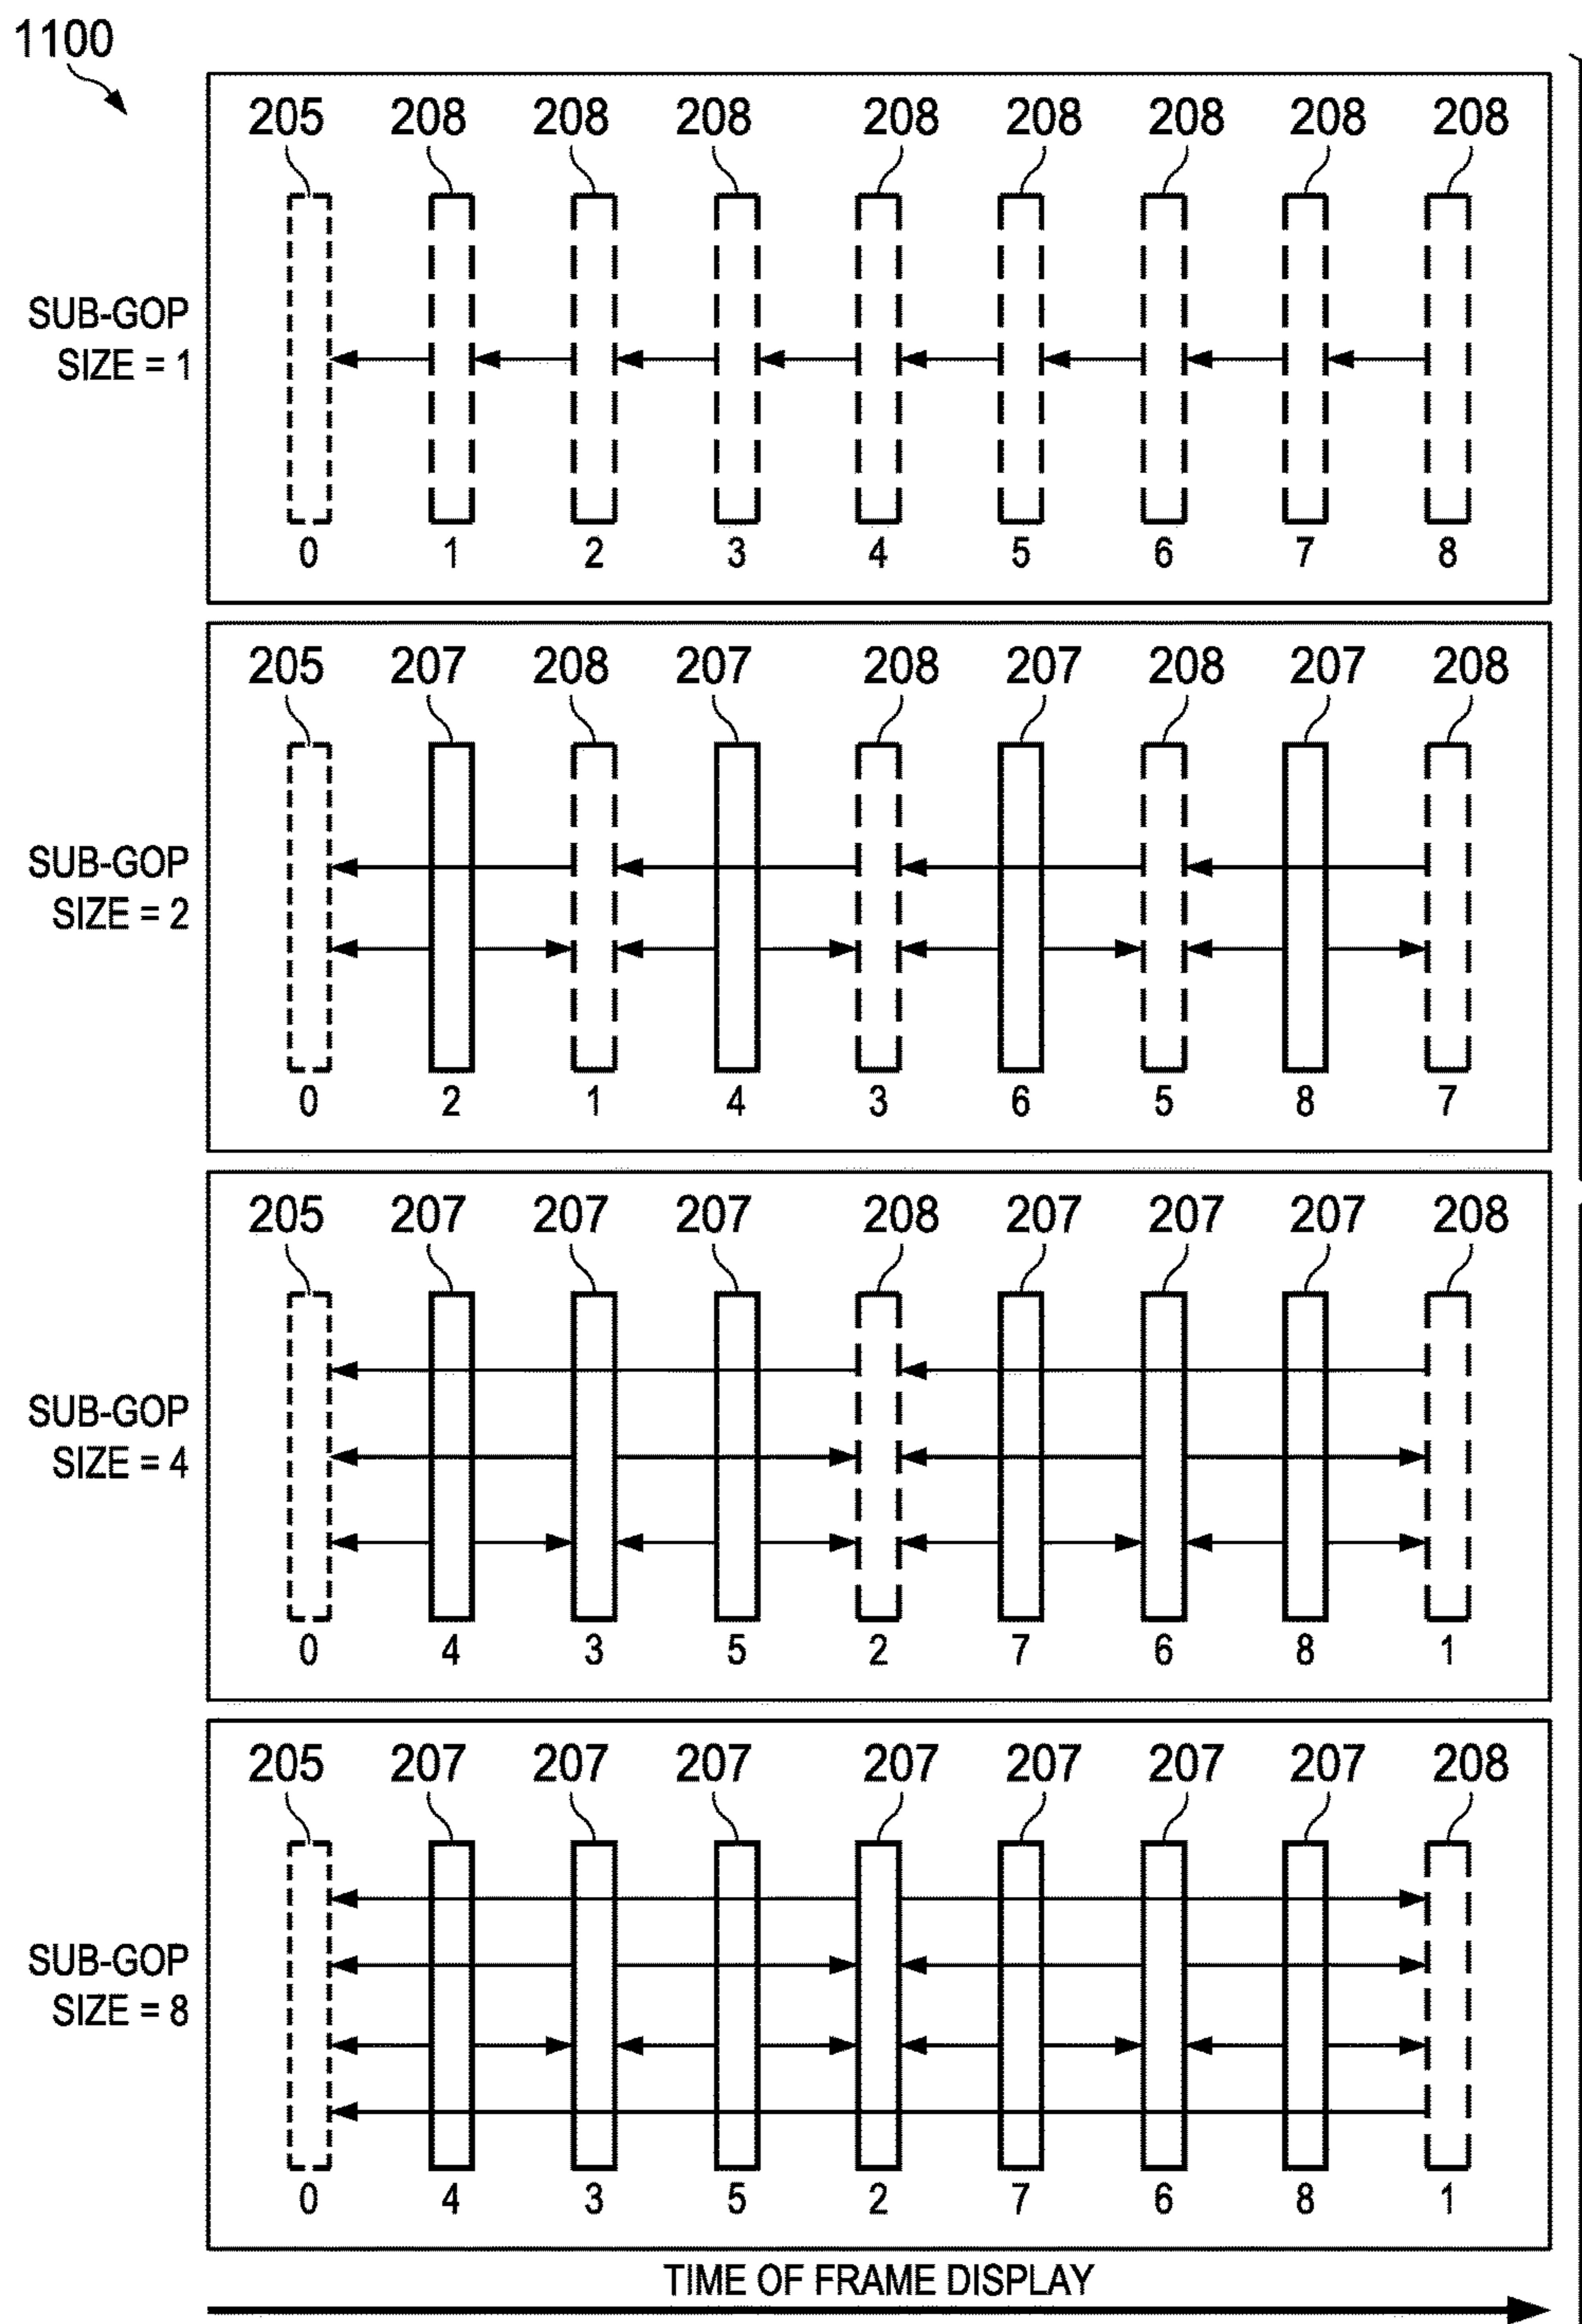 1100
205 208 208 208 208 208 208 208 208
SUB-GOP
SIZE = 1
0 1 2 3 4 5 6 7 8
205 207 208 207 208 207 208 207 208
SUB-GOP
SIZE = 2
0 2 1 4 3 6 5 8 7
205 207 207 207 208 207 207 207 208
SUB-GOP
SIZE = 4
0 4 3 5 2 7 6 8 1
205 207 207 207 207 207 207 207 208
SUB-GOP
SIZE = 8
0 4 3 5 2 7 6 8 1
TIME OF FRAME DISPLAY